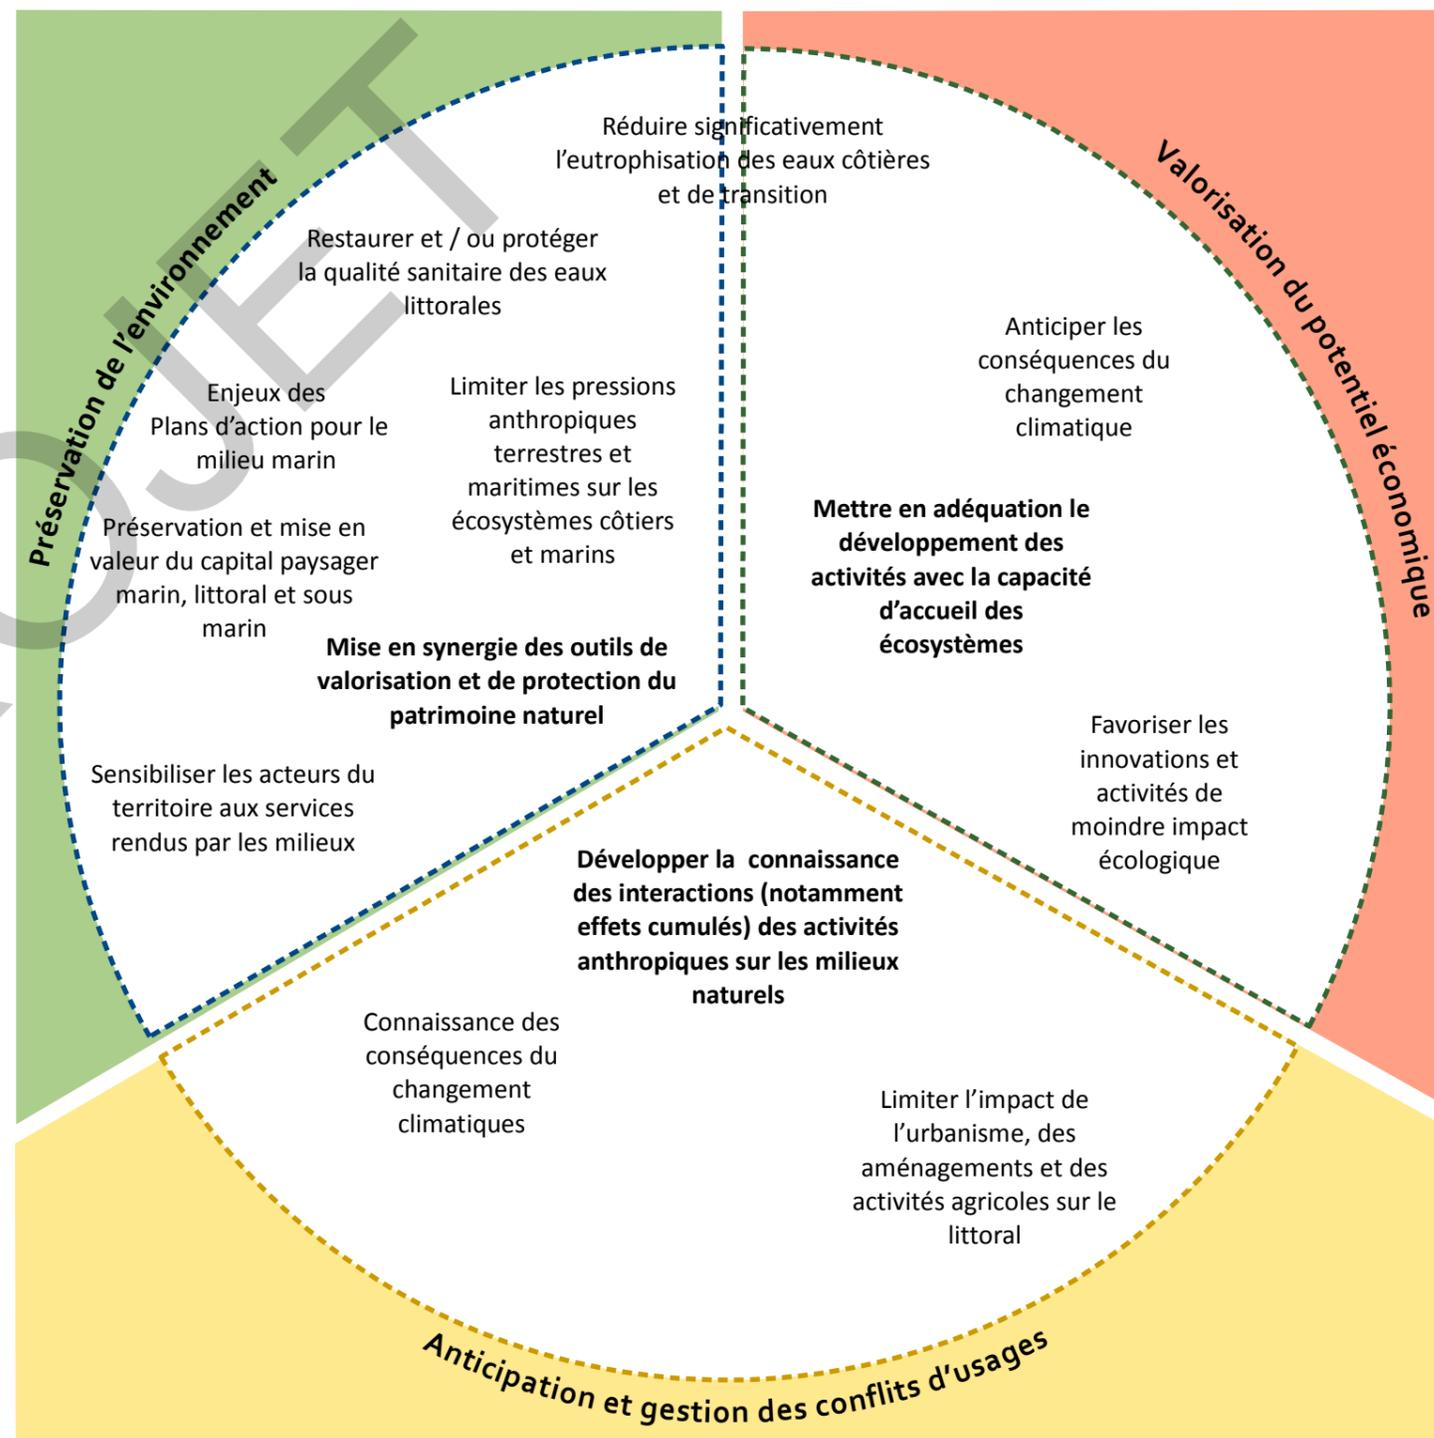 Préservation de l’environnement
Valorisation du potentiel économique
Réduire significativement
l’eutrophisation des eaux côtières
et de transition
Restaurer et / ou protéger
la qualité sanitaire des eaux
littorales
Enjeux des
Plans d’action pour le
milieu marin
Limiter les pressions
anthropiques
terrestres et
maritimes sur les
écosystèmes côtiers
et marins
Préservation et mise en
valeur du capital paysager
marin, littoral et sous
marin
Mise en synergie des outils de
valorisation et de protection du
patrimoine naturel
Sensibiliser les acteurs du
territoire aux services
rendus par les milieux
Anticiper les
conséquences du
changement
climatique
Mettre en adéquation le
développement des
activités avec la capacité
d’accueil des
écosystèmes
Favoriser les
innovations et
activités de
moindre impact
écologique
Développer la connaissance
des interactions (notamment
effets cumulés) des activités
anthropiques sur les milieux
naturels
Connaissance des
conséquences du
changement
climatiques
Limiter l’impact de
l’urbanisme, des
aménagements et des
activités agricoles sur le
littoral
Anticipation et gestion des conflits d’usages
OJET